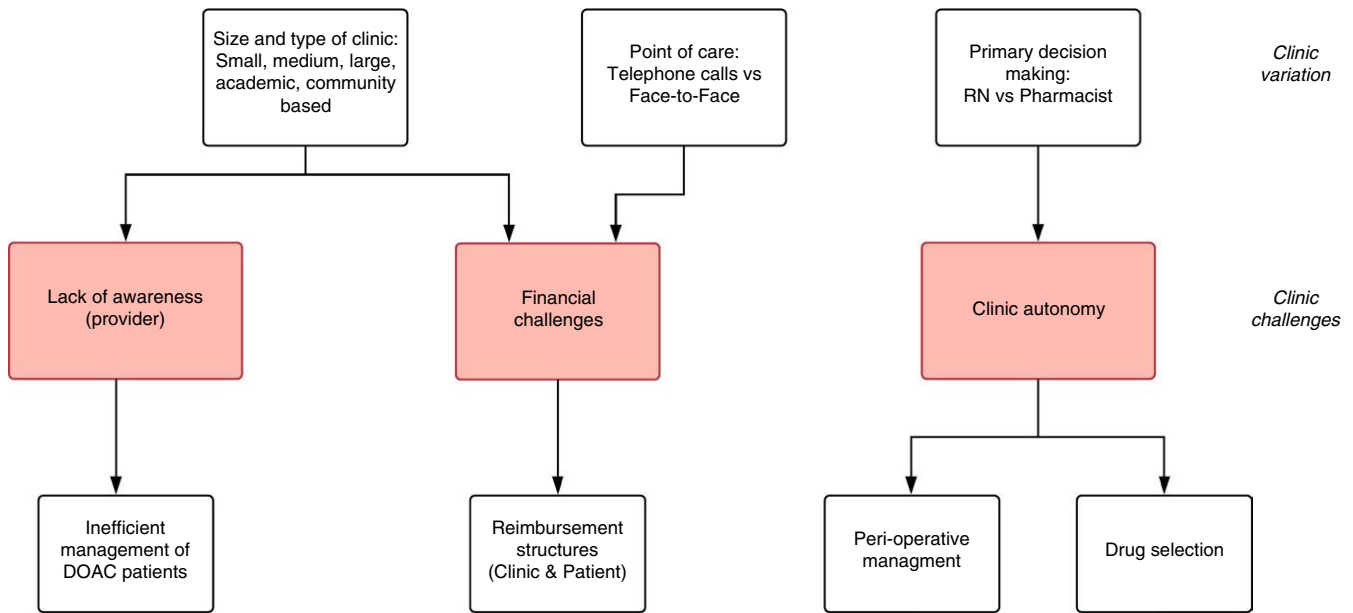 Size and type of clinic:
Small, medium, large,
academic, community
based
Point of care:
Telephone calls vs
Face-to-Face
Primary decision
making:
RN vs Pharmacist
Clinic
variation
Lack of awareness
(provider)
Financial
challenges
Clinic autonomy
Clinic
challenges
Inefficient
management of
DOAC patients
Reimbursement
structures
(Clinic & Patient)
Peri-operative
managment
Drug selection